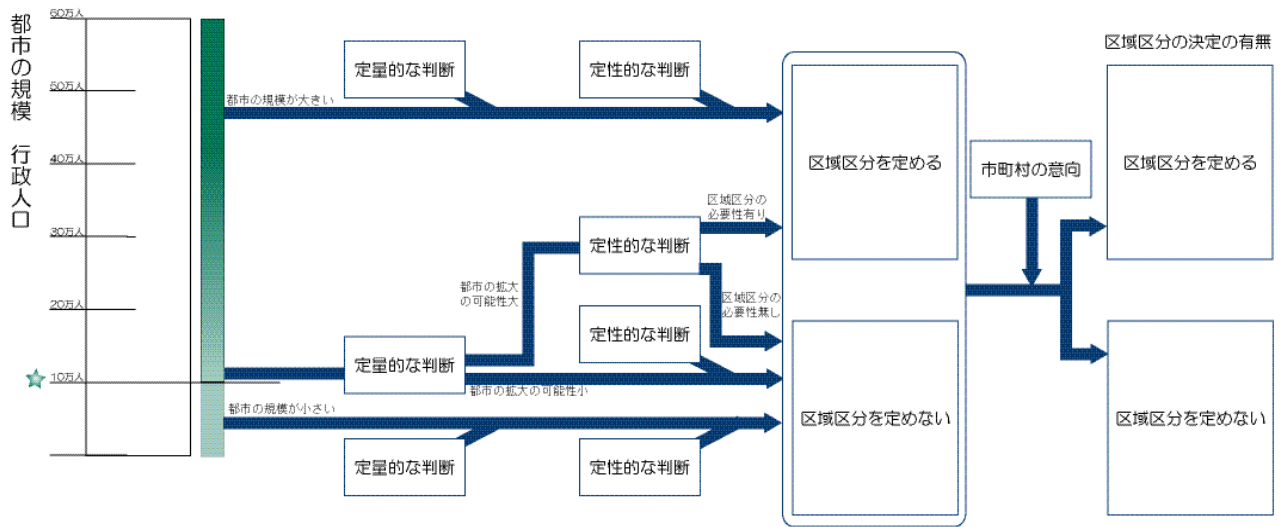 都市の規模 行政人口
60万人
50万人
40万人
30万人
20万人
10万人
都市の規模が大きい
定量的な判断
定性的な判断
定量的な判断
都市の拡大
の可能性大
定性的な判断
区域区分の
必要性有り
区域区分の
必要性無し
定性的な判断
都市の拡大の可能性小
都市の規模が小さい
定量的な判断
定性的な判断
区域区分を定める
区域区分を定めない
市町村の意向
区域区分の決定の有無
区域区分を定める
区域区分を定めない